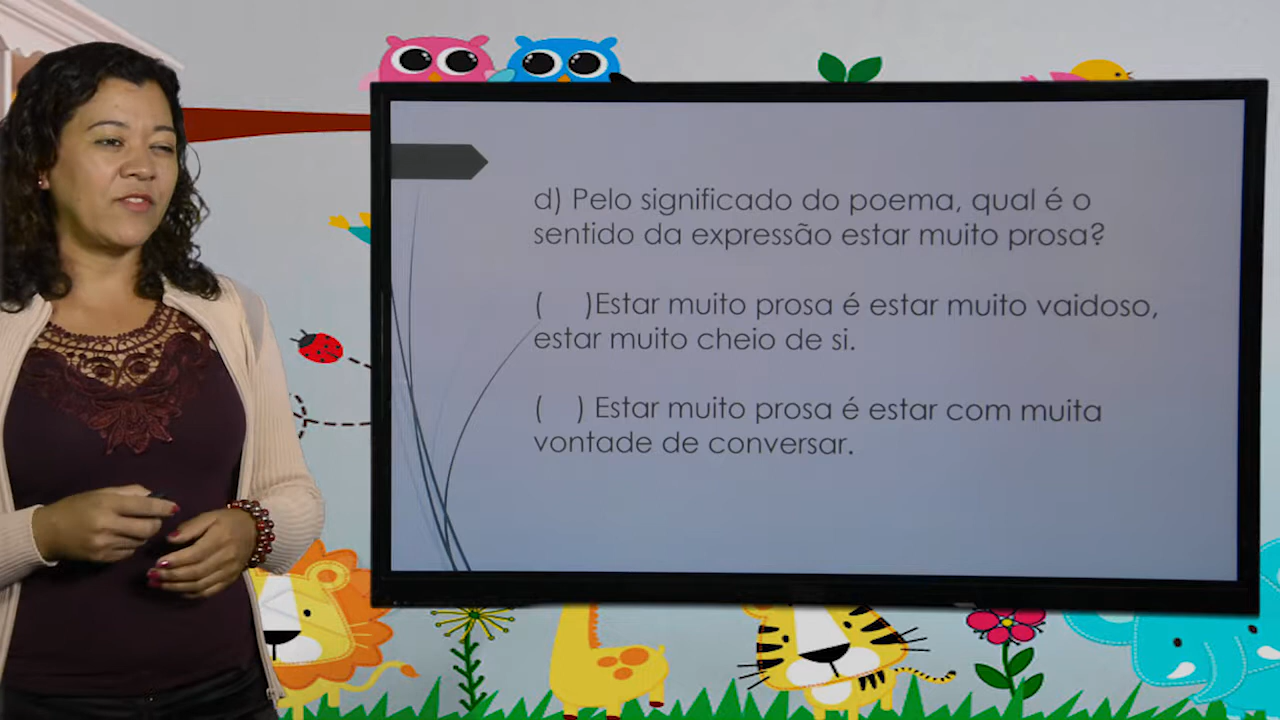 d) Pelo significado do poema, qual é o
sentido da expressão estar muito prosa?
( )Estar muito prosa é estar muito vaidoso,
estar muito cheio de si.
( ) Estar muito prosa é estar com muita
vontade de conversar.